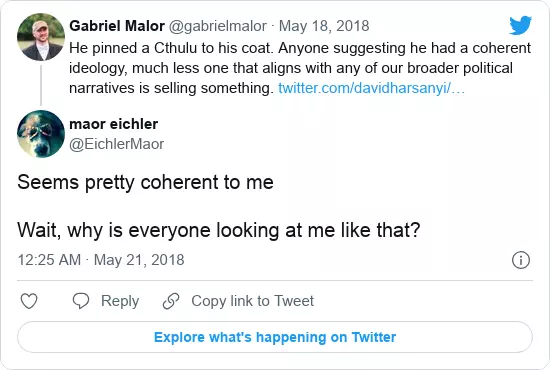 Gabriel Malor @gabrielmalor · May 18, 2018
He pinned a Cthulu to his coat. Anyone suggesting he had a coherent
ideology, much less one that aligns with any of our broader political
narratives is selling something. twitter.com/davidharsanyi/…
maor eichler
@EichlerMaor
Seems pretty coherent to me
Wait, why is everyone looking at me like that?
12:25 AM · May 21, 2018
Reply
Copy link to Tweet
Explore what's happening on Twitter